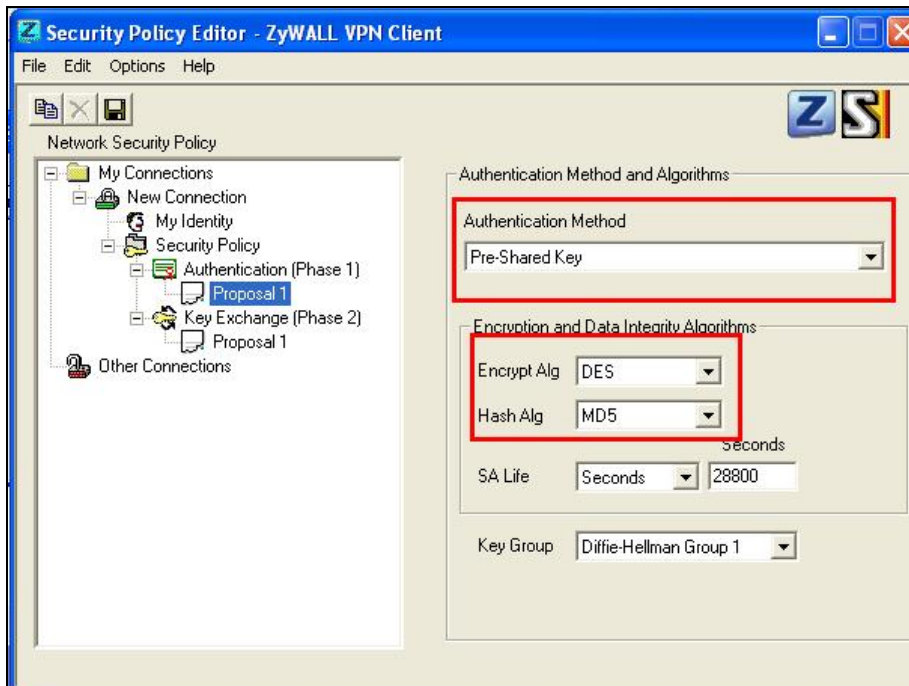 Security Policy Editor - ZyWALL VPN Client
File Edit Options Help
Network Security Policy
My Connections
New Connection
My Identity
Security Policy
Authentication (Phase 1)
Proposal 1
Key Exchange (Phase 2)
Proposal 1
Other Connections
Authentication Method and Algorithms
Authentication Method
Pre-Shared Key
Encryption and Data Integrity Algorithms
Encrypt Alg DES
Hash Alg MD5
Seconds
SA Life Seconds 28800
Key Group Diffie-Hellman Group 1